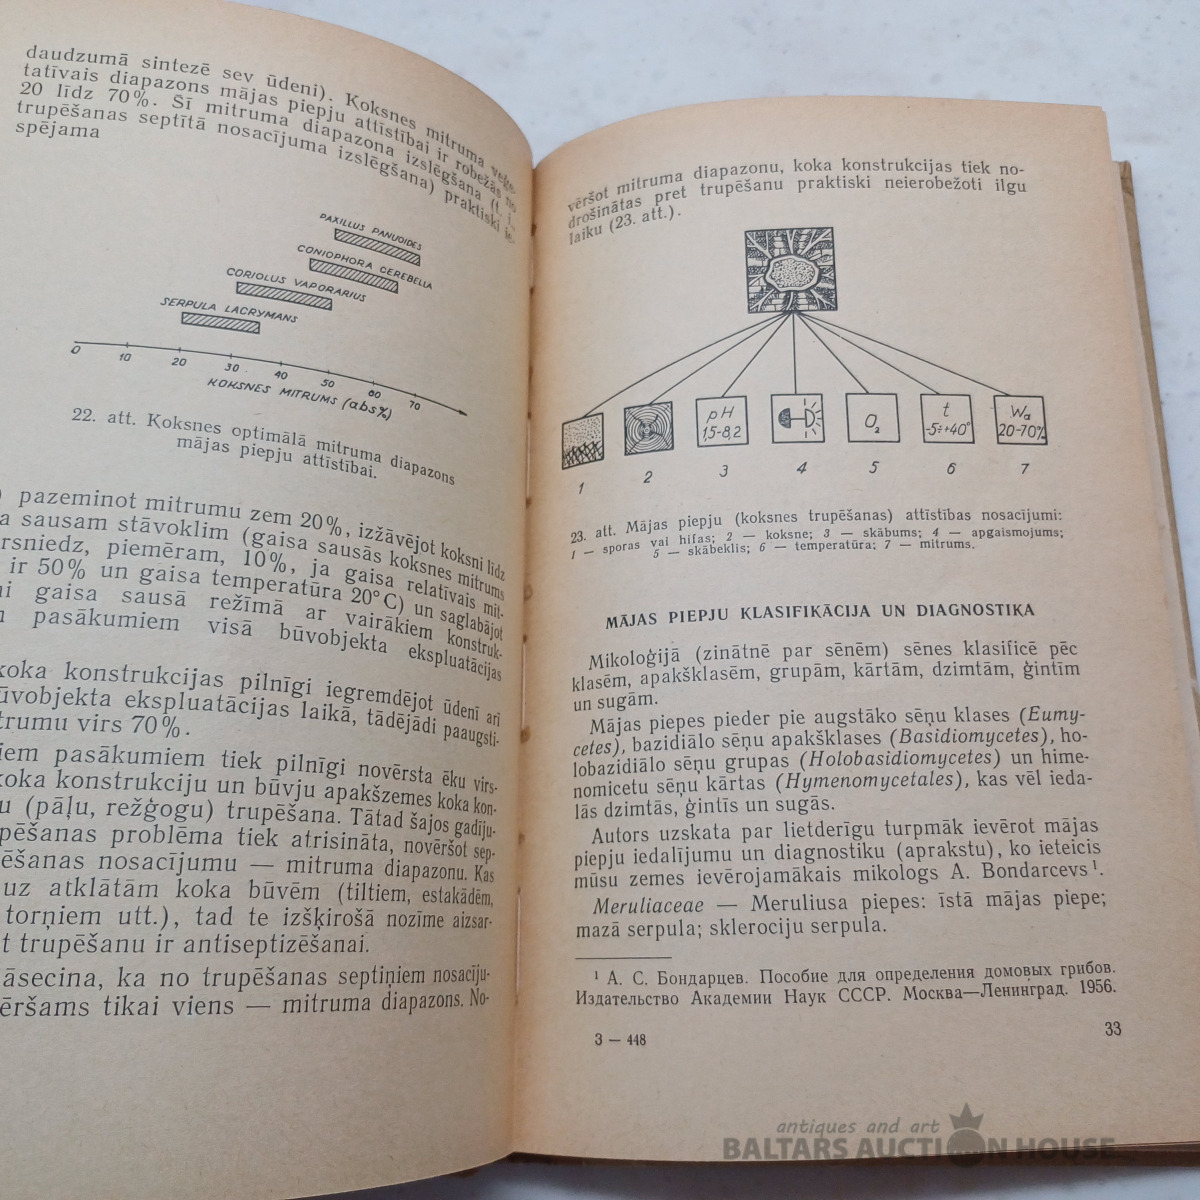 daudzumā sintezē sev ūdeni). Koksnes mitruma veģe-
tatīvais diapazons mājas piepju attīstībai ir robežās no
20 līdz 70%. Šī mitruma diapazona izslēgšana (t. i.,
trupēšanas septītā nosacījuma izslēgšana) praktiski ie-
spējama
PAXILLUS PANUOIDES
CONIOPHORA CEREBELLA
CORIOLUS VAPORARIUS
SERPULA LACRYMANS
0 10 20 30 40 50 60 70
KOKSNES MITRUMS (abs%)
22. att. Koksnes optimālā mitruma diapazons
mājas piepju attīstībai.
) pazeminot mitrumu zem 20%, izžāvējot koksni līdz
a sausam stāvoklim (gaisa sausās koksnes mitrums
rsniedz, piemēram, 10%, ja gaisa relatīvais mit-
ir 50% un gaisa temperatūra 20°C) un saglabājot
ni gaisa sausā režīmā ar vairākiem konstruk-
pasākumiem visā būvobjekta ekspluatācijas
koka konstrukcijas pilnīgi iegremdējot ūdenī arī
ūvobjekta ekspluatācijas laikā, tādējādi paaugsti-
trumu virs 70%.
iem pasākumiem tiek pilnīgi novērsta ēku virs-
koka konstrukciju un būvju apakšzemes koka kon-
u (pāļu, režģogu) trupēšana. Tātad šajos gadīju-
pēšanas problēma tiek atrisināta, novēršot sep-
ēšanas nosacījumu — mitruma diapazonu. Kas
uz atklātām koka būvēm (tiltiem, estakādēm,
torņiem utt.), tad te izšķirošā nozīme aizsar-
t trupēšanu ir antiseptizēšanai.
āsecina, ka no trupēšanas septiņiem nosacīju-
ēršams tikai viens — mitruma diapazons. No-
vēršot mitruma diapazonu, koka konstrukcijas tiek no-
drošinātas pret trupēšanu praktiski neierobežoti ilgu
laiku (23. att.).
pH O₂ t Wₐ
1,5-8,2 -5÷+40° 20-70%
1 2 3 4 5 6 7
23. att. Mājas piepju (koksnes trupēšanas) attīstības nosacījumi:
1 — sporas vai hifas; 2 — koksne; 3 — skābums; 4 — apgaismojums;
5 — skābeklis; 6 — temperatūra; 7 — mitrums.
MĀJAS PIEPJU KLASIFIKĀCIJA UN DIAGNOSTIKA
Mikoloģijā (zinātnē par sēnēm) sēnes klasificē pēc
klasēm, apakšklasēm, grupām, kārtām, dzimtām, ģintīm
un sugām.
Mājas piepes pieder pie augstāko sēņu klases (Eumy-
cetes), bazidiālo sēņu apakšklases (Basidiomycetes), ho-
lobazidiālo sēņu grupas (Holobasidiomycetes) un hime-
nomicetu sēņu kārtas (Hymenomycetales), kas vēl ieda-
lās dzimtās, ģintīs un sugās.
Autors uzskata par lietderīgu turpmāk ievērot mājas
piepju iedalījumu un diagnostiku (aprakstu), ko ieteicis
mūsu zemes ievērojamākais mikologs A. Bondarcevs¹.
Meruliaceae — Meruliusa piepes: īstā mājas piepe;
mazā serpula; sklerociju serpula.
¹ А. С. Бондарцев. Пособие для определения домовых грибов.
Издательство Академии Наук СССР. Москва—Ленинград. 1956.
3 — 448
33
antiques and art
BALTARS AUCTION HOUSE